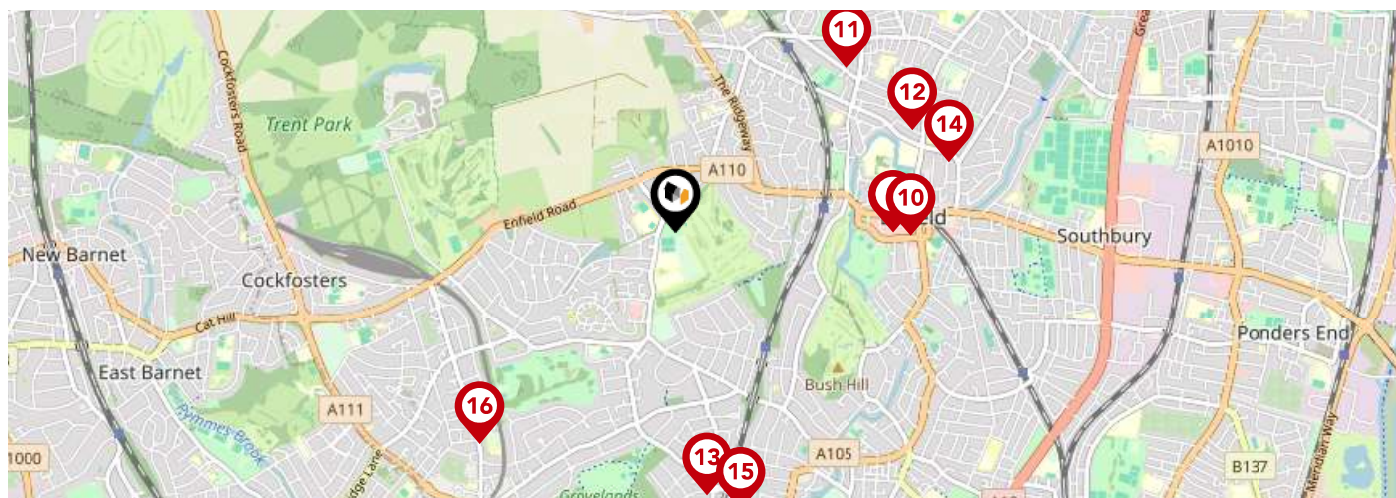 11
Cockfosters Road
The Ridgeway
12
Trent Park
14
A1010
A110
10
Enfield Road
Southbury
New Barnet
Cockfosters
Cat Hill
Ponders End
East Barnet
Bush Hill
A111
16
Pymmes Brook
A105
13
15
1000
B137
Meridian Way
Grovelands